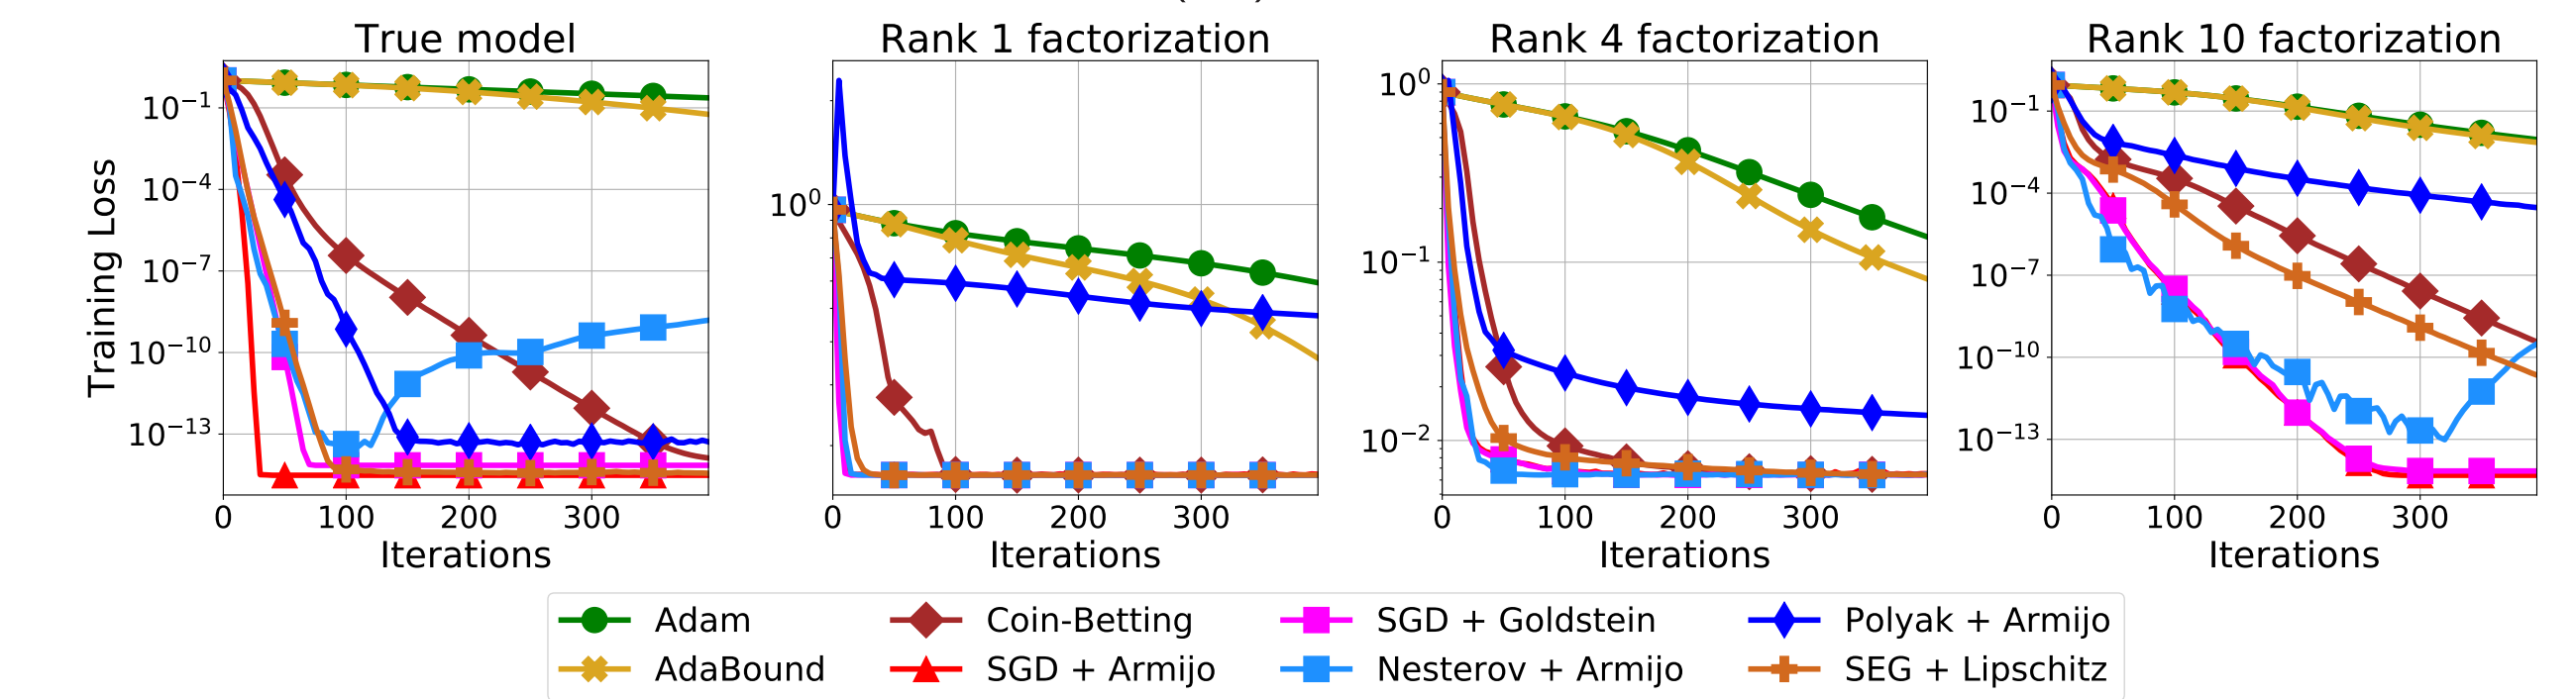 True model
Rank 1 factorization
Rank 4 factorization
Rank 10 factorization
Training Loss
10^-1
10^-4
10^-7
10^-10
10^-13
0 100 200 300
Iterations
10^0
0 100 200 300
Iterations
10^0
10^-1
10^-2
0 100 200 300
Iterations
10^-1
10^-4
10^-7
10^-10
10^-13
0 100 200 300
Iterations
Adam
AdaBound
Coin-Betting
SGD + Armijo
SGD + Goldstein
Nesterov + Armijo
Polyak + Armijo
SEG + Lipschitz